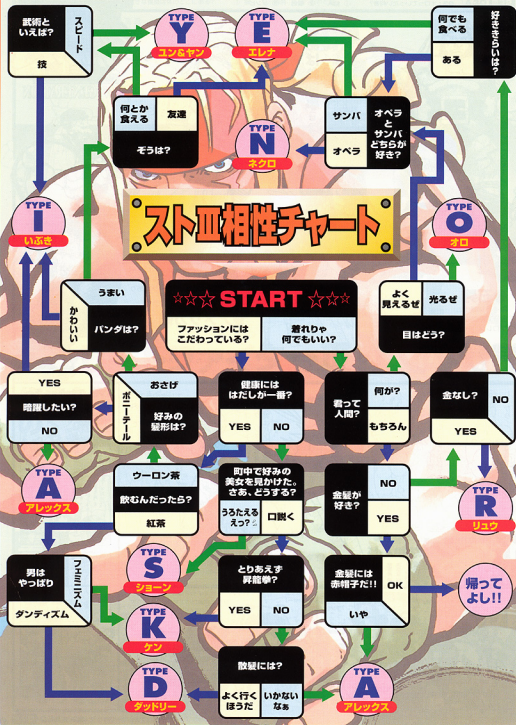 武術と
いえば?
スピード
技
TYPE
Y
ユン&ヤン
TYPE
E
エレナ
何でも
食べる
ある
好ききらいは?
何とか
食える
友達
ぞうは?
サンバ
オペラ
オペラ
と
サンバ
どちらが
好き?
TYPE
N
ネクロ
TYPE
I
いぶき
ストⅢ相性チャート
TYPE
O
オロ
うまい
かわいい
パンダは?
☆☆☆ START ☆☆☆
ファッションには
こだわっている?
着れりゃ
何でもいい?
よく
見えるぜ
光るぜ
目はどう?
YES
暗躍したい?
NO
おさげ
ポニーテール
好みの
髪形は?
健康には
はだしが一番?
YES
NO
君って
人間?
何が?
もちろん
金なし?
NO
YES
TYPE
A
アレックス
ウーロン茶
飲むんだったら?
紅茶
町中で好みの
美女を見かけた。
さあ、どうする?
うろたえる
えっ?
口説く
金髪が
好き?
NO
YES
TYPE
R
リュウ
男は
やっぱり
フェミニズム
ダンディズム
TYPE
S
ショーン
とりあえず
昇龍拳?
YES
NO
金髪には
赤帽子だ!!
OK
いや
帰って
よし!!
TYPE
K
ケン
TYPE
D
ダッドリー
散髪には?
よく行く
ほうだ
いかない
なぁ
TYPE
A
アレックス